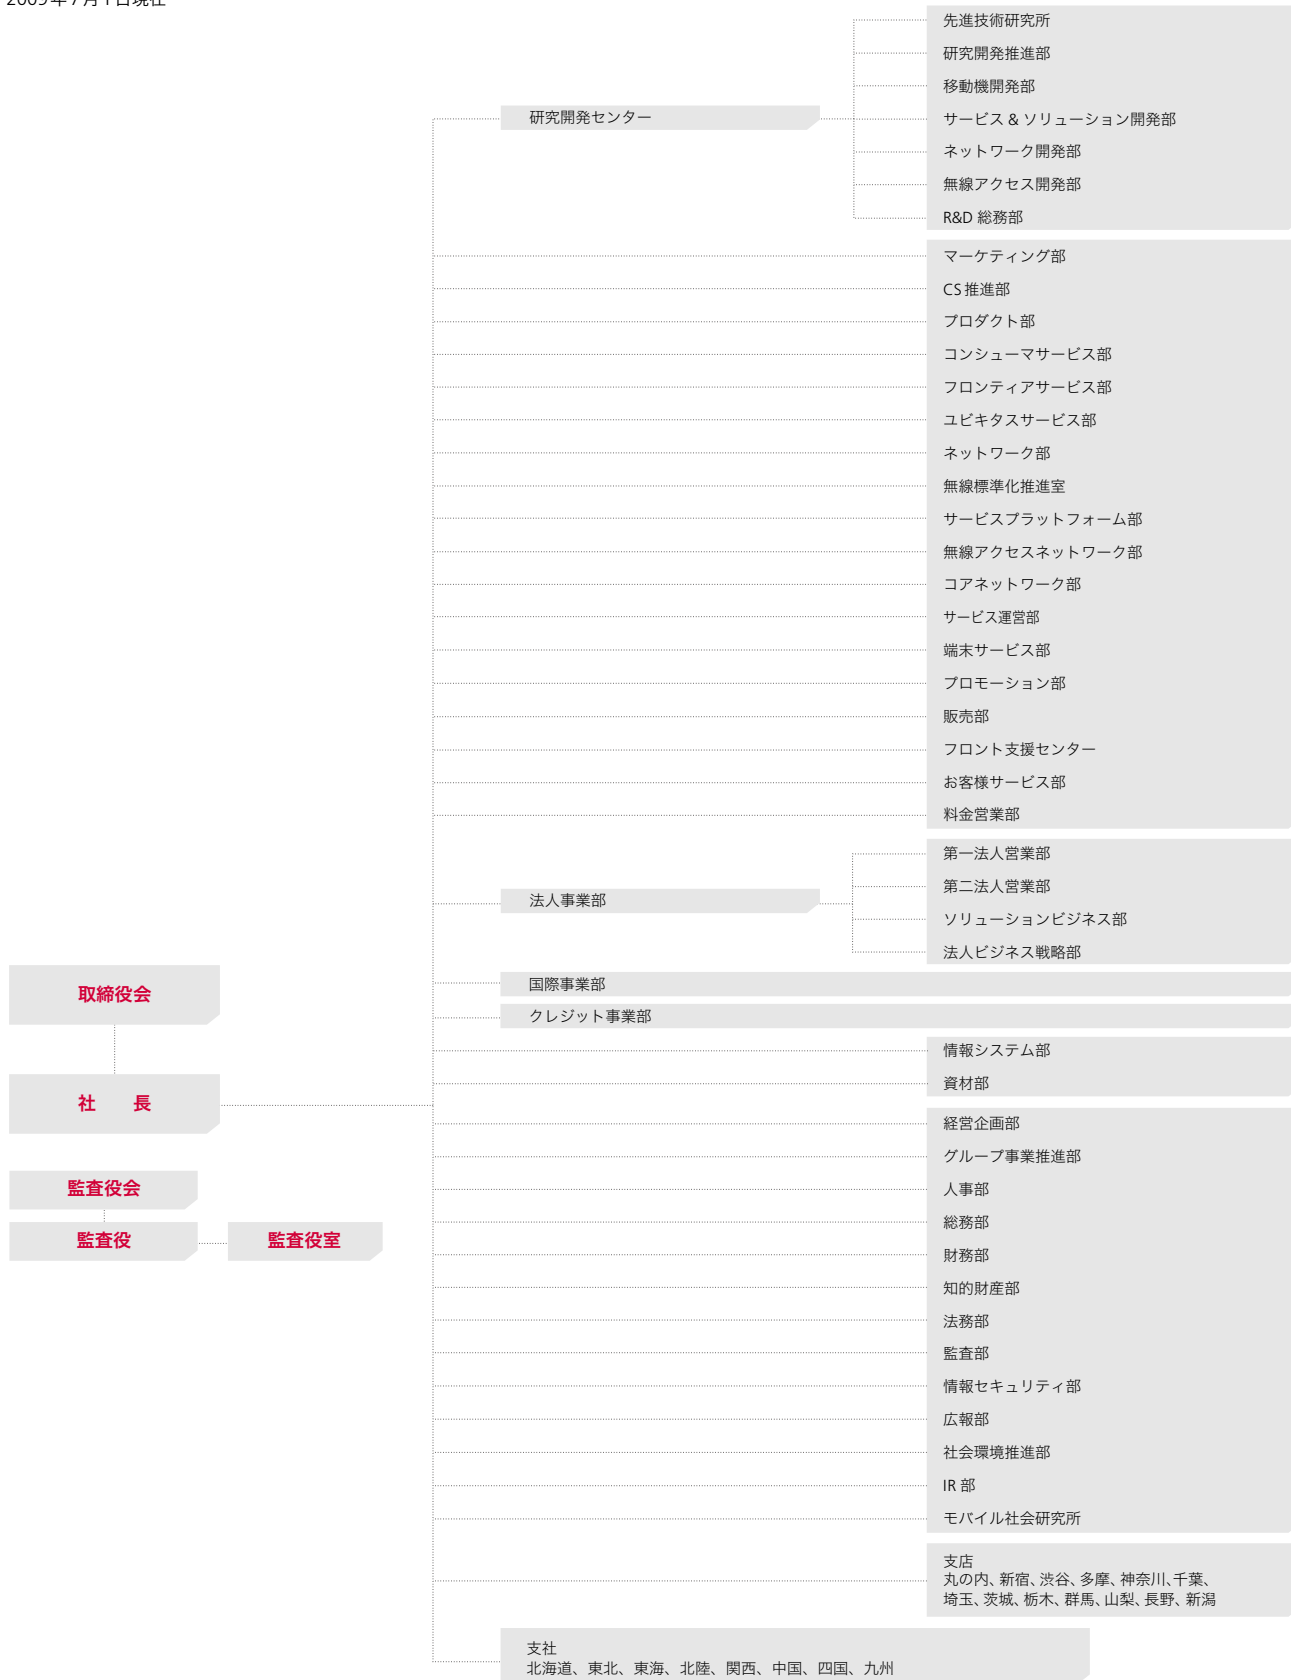 2009年7月1日現在
先進技術研究所
研究開発推進部
移動機開発部
研究開発センター
サービス & ソリューション開発部
ネットワーク開発部
無線アクセス開発部
R&D 総務部
マーケティング部
CS推進部
プロダクト部
コンシューマサービス部
フロンティアサービス部
ユビキタスサービス部
ネットワーク部
無線標準化推進室
サービスプラットフォーム部
無線アクセスネットワーク部
コアネットワーク部
サービス運営部
端末サービス部
プロモーション部
販売部
フロント支援センター
お客様サービス部
料金営業部
第一法人営業部
第二法人営業部
法人事業部
ソリューションビジネス部
法人ビジネス戦略部
国際事業部
クレジット事業部
取締役会
社　長
監査役会
監査役
監査役室
情報システム部
資材部
経営企画部
グループ事業推進部
人事部
総務部
財務部
知的財産部
法務部
監査部
情報セキュリティ部
広報部
社会環境推進部
IR 部
モバイル社会研究所
支店
丸の内、新宿、渋谷、多摩、神奈川、千葉、
埼玉、茨城、栃木、群馬、山梨、長野、新潟
支社
北海道、東北、東海、北陸、関西、中国、四国、九州